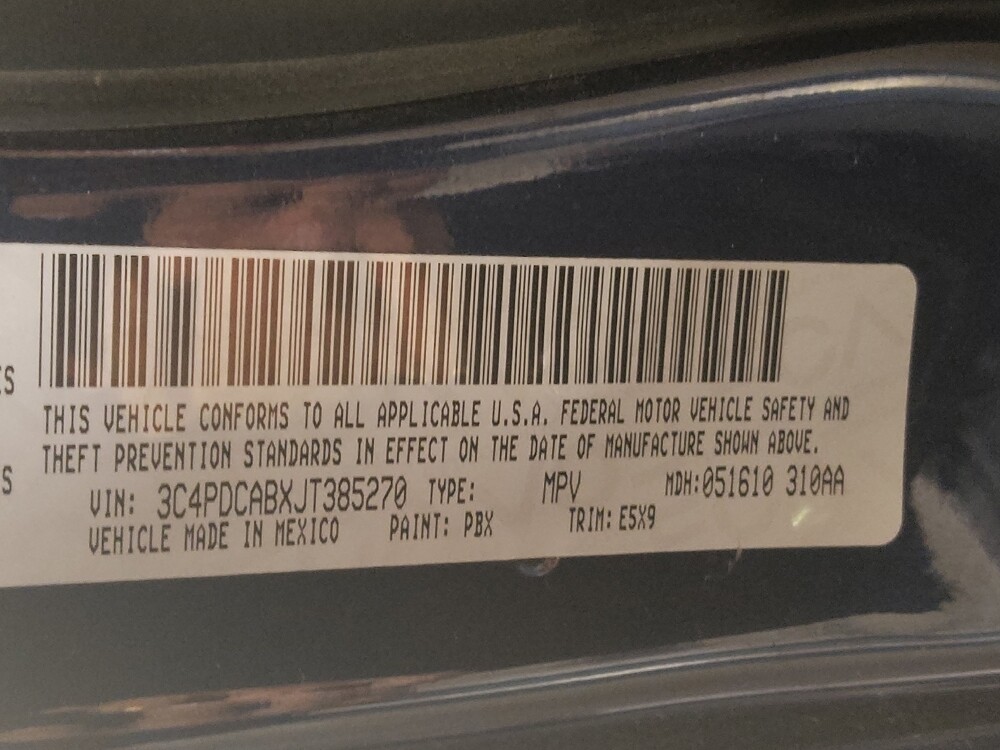 THIS VEHICLE CONFORMS TO ALL APPLICABLE U.S.A. FEDERAL MOTOR VEHICLE SAFETY AND
THEFT PREVENTION STANDARDS IN EFFECT ON THE DATE OF MANUFACTURE SHOWN ABOVE.
VIN: 3C4PDCABXJT385270 TYPE: MPV MDH:051610 310AA
VEHICLE MADE IN MEXICO PAINT: PBX TRIM: E5X9